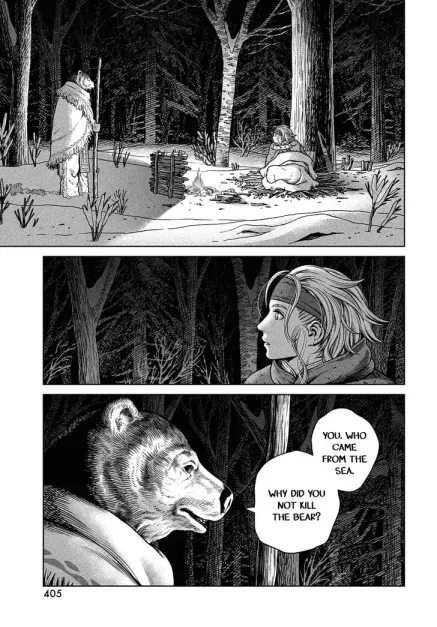 YOU, WHO
CAME
FROM THE
SEA.
WHY DID YOU
NOT KILL
THE BEAR?
405